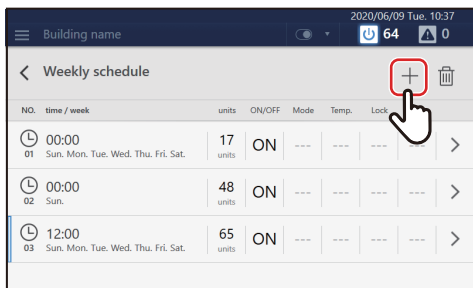 2020/06/09 Tue. 10:37
Building name 64 0
Weekly schedule
NO. time / week units ON/OFF Mode Temp. Lock
00:00 17 ON --- --- --- ---
01 Sun. Mon. Tue. Wed. Thu. Fri. Sat. units
00:00 48 ON --- --- --- ---
02 Sun. units
12:00 65 ON --- --- --- ---
03 Sun. Mon. Tue. Wed. Thu. Fri. Sat. units